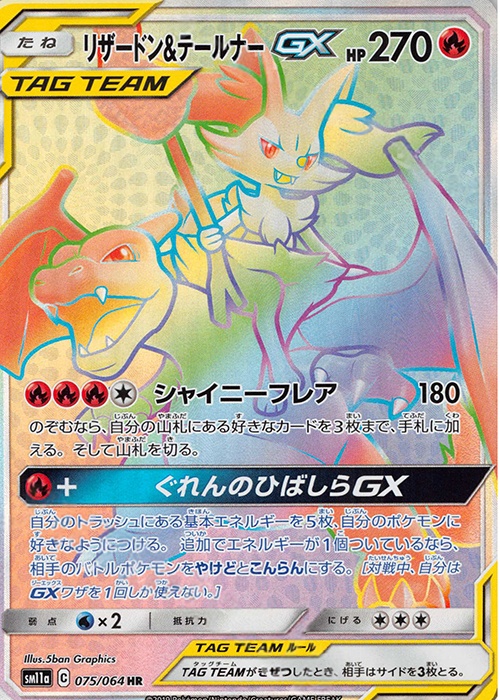 たね
リザードン&テールナーGX HP270
TAG TEAM
シャイニーフレア 180
のぞむなら、自分の山札にある好きなカードを3枚まで、手札に加
える。そして山札を切る。
+ ぐれんのひばしらGX
自分のトラッシュにある基本エネルギーを5枚、自分のポケモンに
好きなようにつける。追加でエネルギーが1個ついているなら、
相手のバトルポケモンをやけどとこんらんにする。[対戦中、自分は
GXワザを1回しか使えない。]
弱点 ×2 抵抗力 にげる
Illus. 5ban Graphics
TAG TEAM ルール
sm11a C 075/064 HR
TAG TEAMがきぜつしたとき、相手はサイドを3枚とる。